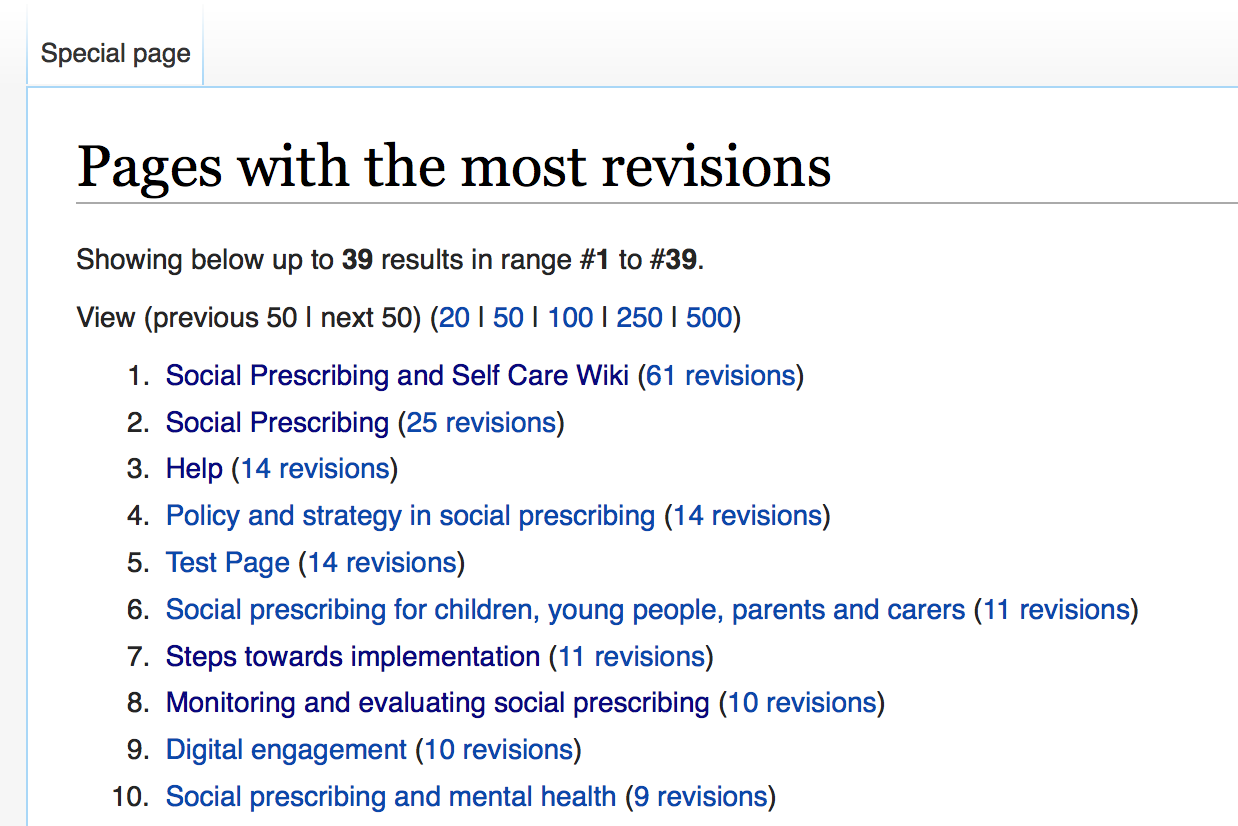 Special page
Pages with the most revisions
Showing below up to 39 results in range #1 to #39.
View (previous 50 | next 50) (20 | 50 | 100 | 250 | 500)
1. Social Prescribing and Self Care Wiki (61 revisions)
2. Social Prescribing (25 revisions)
3. Help (14 revisions)
4. Policy and strategy in social prescribing (14 revisions)
5. Test Page (14 revisions)
6. Social prescribing for children, young people, parents and carers (11 revisions)
7. Steps towards implementation (11 revisions)
8. Monitoring and evaluating social prescribing (10 revisions)
9. Digital engagement (10 revisions)
10. Social prescribing and mental health (9 revisions)